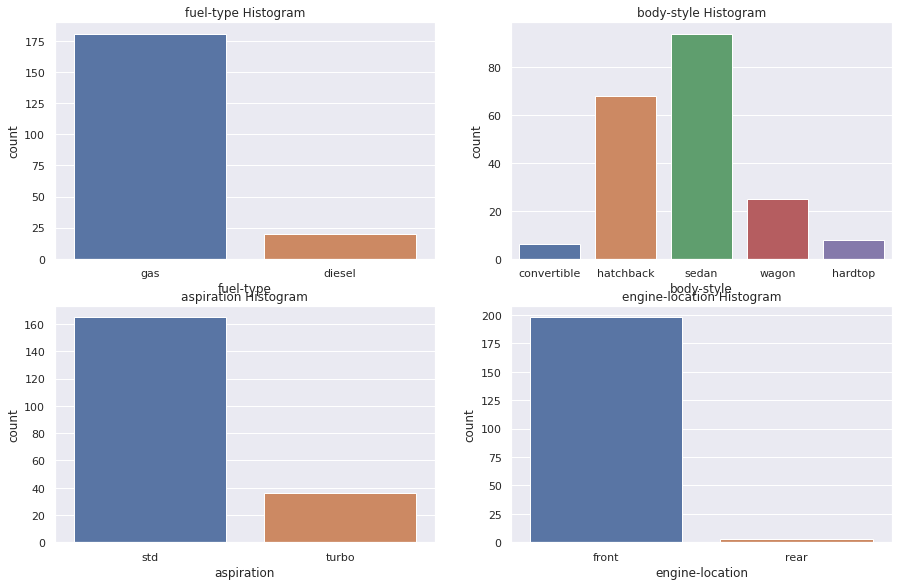 fuel-type Histogram
count
175
150
125
100
75
50
25
0
gas diesel
fuel-type
body-style Histogram
count
80
60
40
20
0
convertible hatchback sedan wagon hardtop
body-style
aspiration Histogram
count
160
140
120
100
80
60
40
20
0
std turbo
aspiration
engine-location Histogram
count
200
175
150
125
100
75
50
25
0
front rear
engine-location